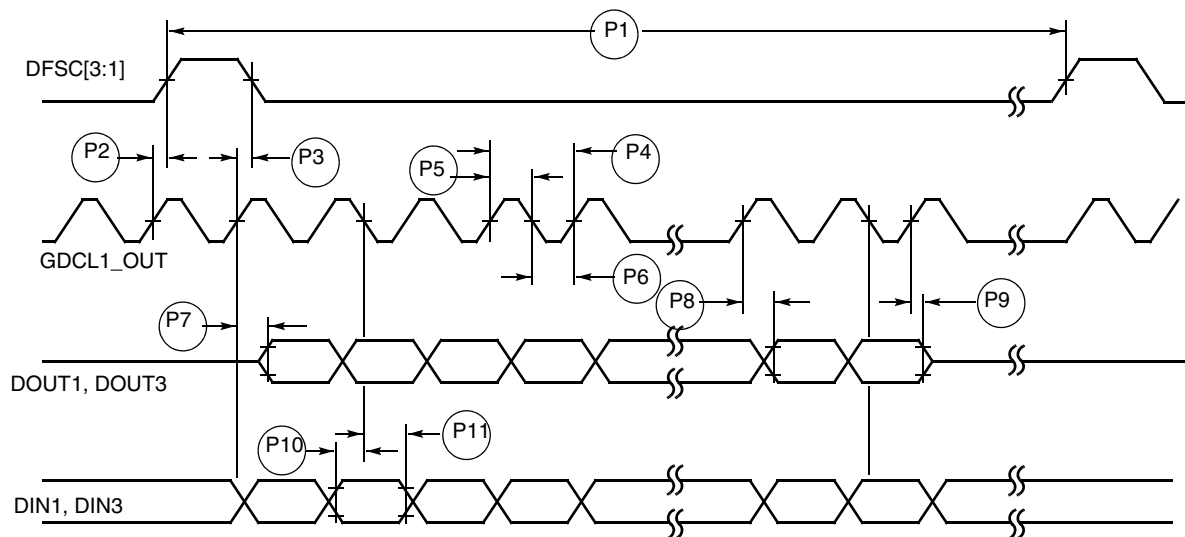 P1
DFSC[3:1]
P2
P3
P5
P4
GDCL1_OUT
P6
P8
P9
P7
DOUT1, DOUT3
P10
P11
DIN1, DIN3